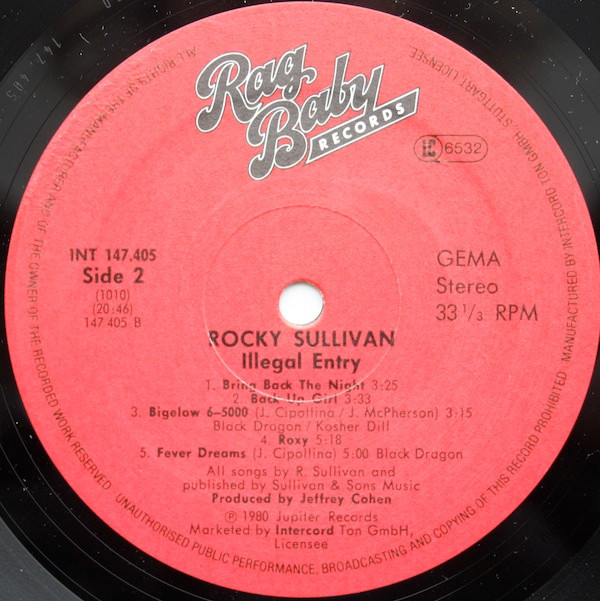 Rag
Baby
RECORDS
LC 6532
INT 147.405
Side 2
(1010)
(20:46)
147 405 B
GEMA
Stereo
33 1/3 RPM
ROCKY SULLIVAN
Illegal Entry
1. Bring Back The Night 3:25
2. Back Up Girl 3:33
3. Bigelow 6-5000 (J. Cipollina / J. McPherson) 3:15
Black Dragon / Kosher Dill
4. Roxy 5:18
5. Fever Dreams (J. Cipollina) 5:00 Black Dragon
All songs by R. Sullivan and
published by Sullivan & Sons Music
Produced by Jeffrey Cohen
℗ 1980 Jupiter Records
Marketed by Intercord Ton GmbH,
Licensee
ALL RIGHTS OF THE MANUFACTURER AND OF THE OWNER OF THE RECORDED WORK RESERVED UNAUTHORISED PUBLIC PERFORMANCE, BROADCASTING AND COPYING OF THIS RECORD PROHIBITED MANUFACTURED BY INTERCORD TON GMBH, STUTTGART, LICENSEE
147 405